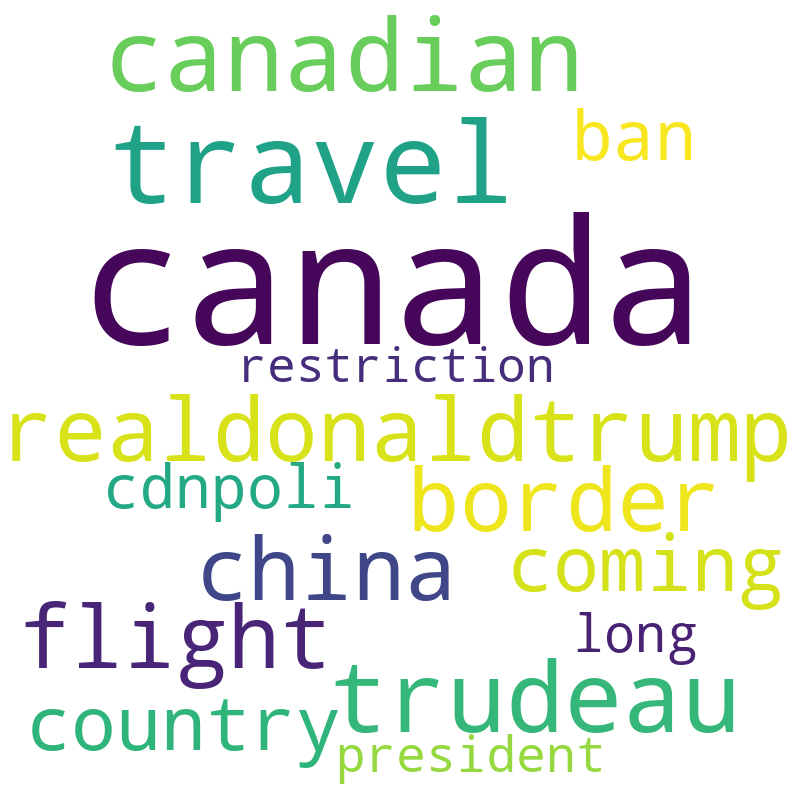 canadian
travel ban
canada
restriction
realdonaldtrump
cdnpoli border
china coming
flight long
country trudeau
president